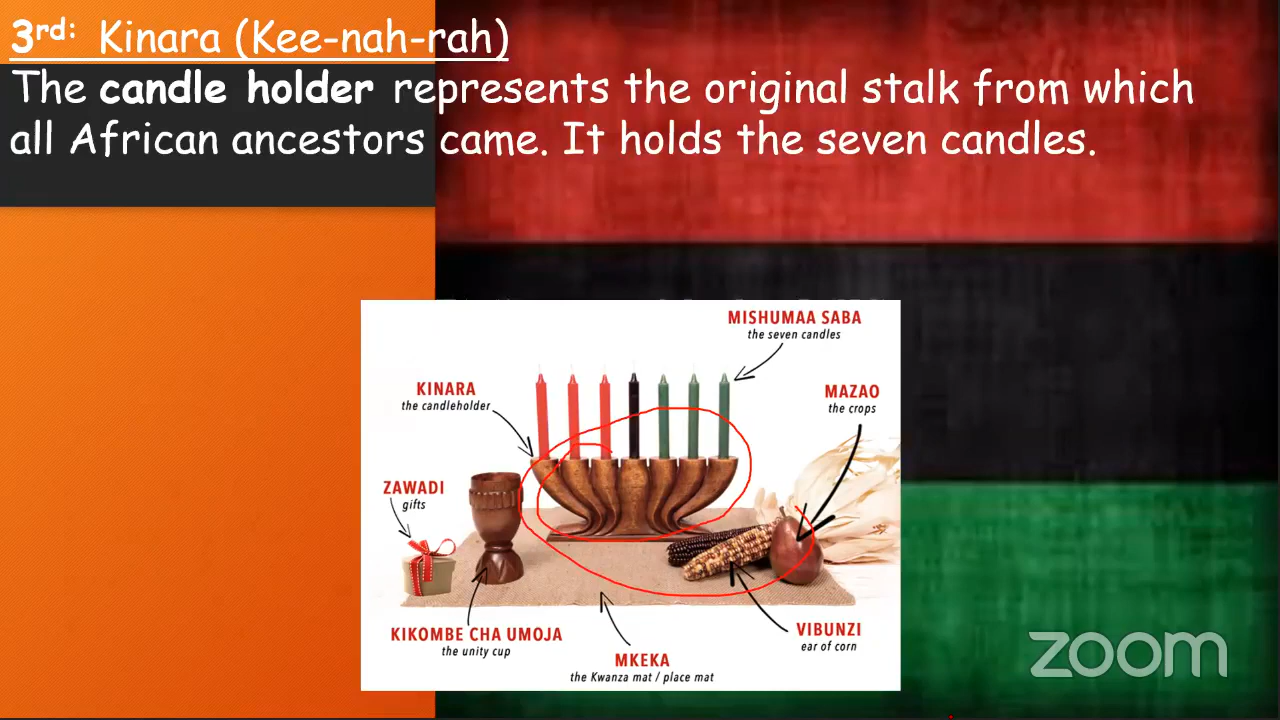 3rd: Kinara (Kee-nah-rah)
The candle holder represents the original stalk from which
all African ancestors came. It holds the seven candles.
MISHUMAA SABA
the seven candles
KINARA
the candleholder
MAZAO
the crops
ZAWADI
gifts
KIKOMBE CHA UMOJA
the unity cup
MKEKA
the Kwanza mat / place mat
VIBUNZI
ear of corn
zoom